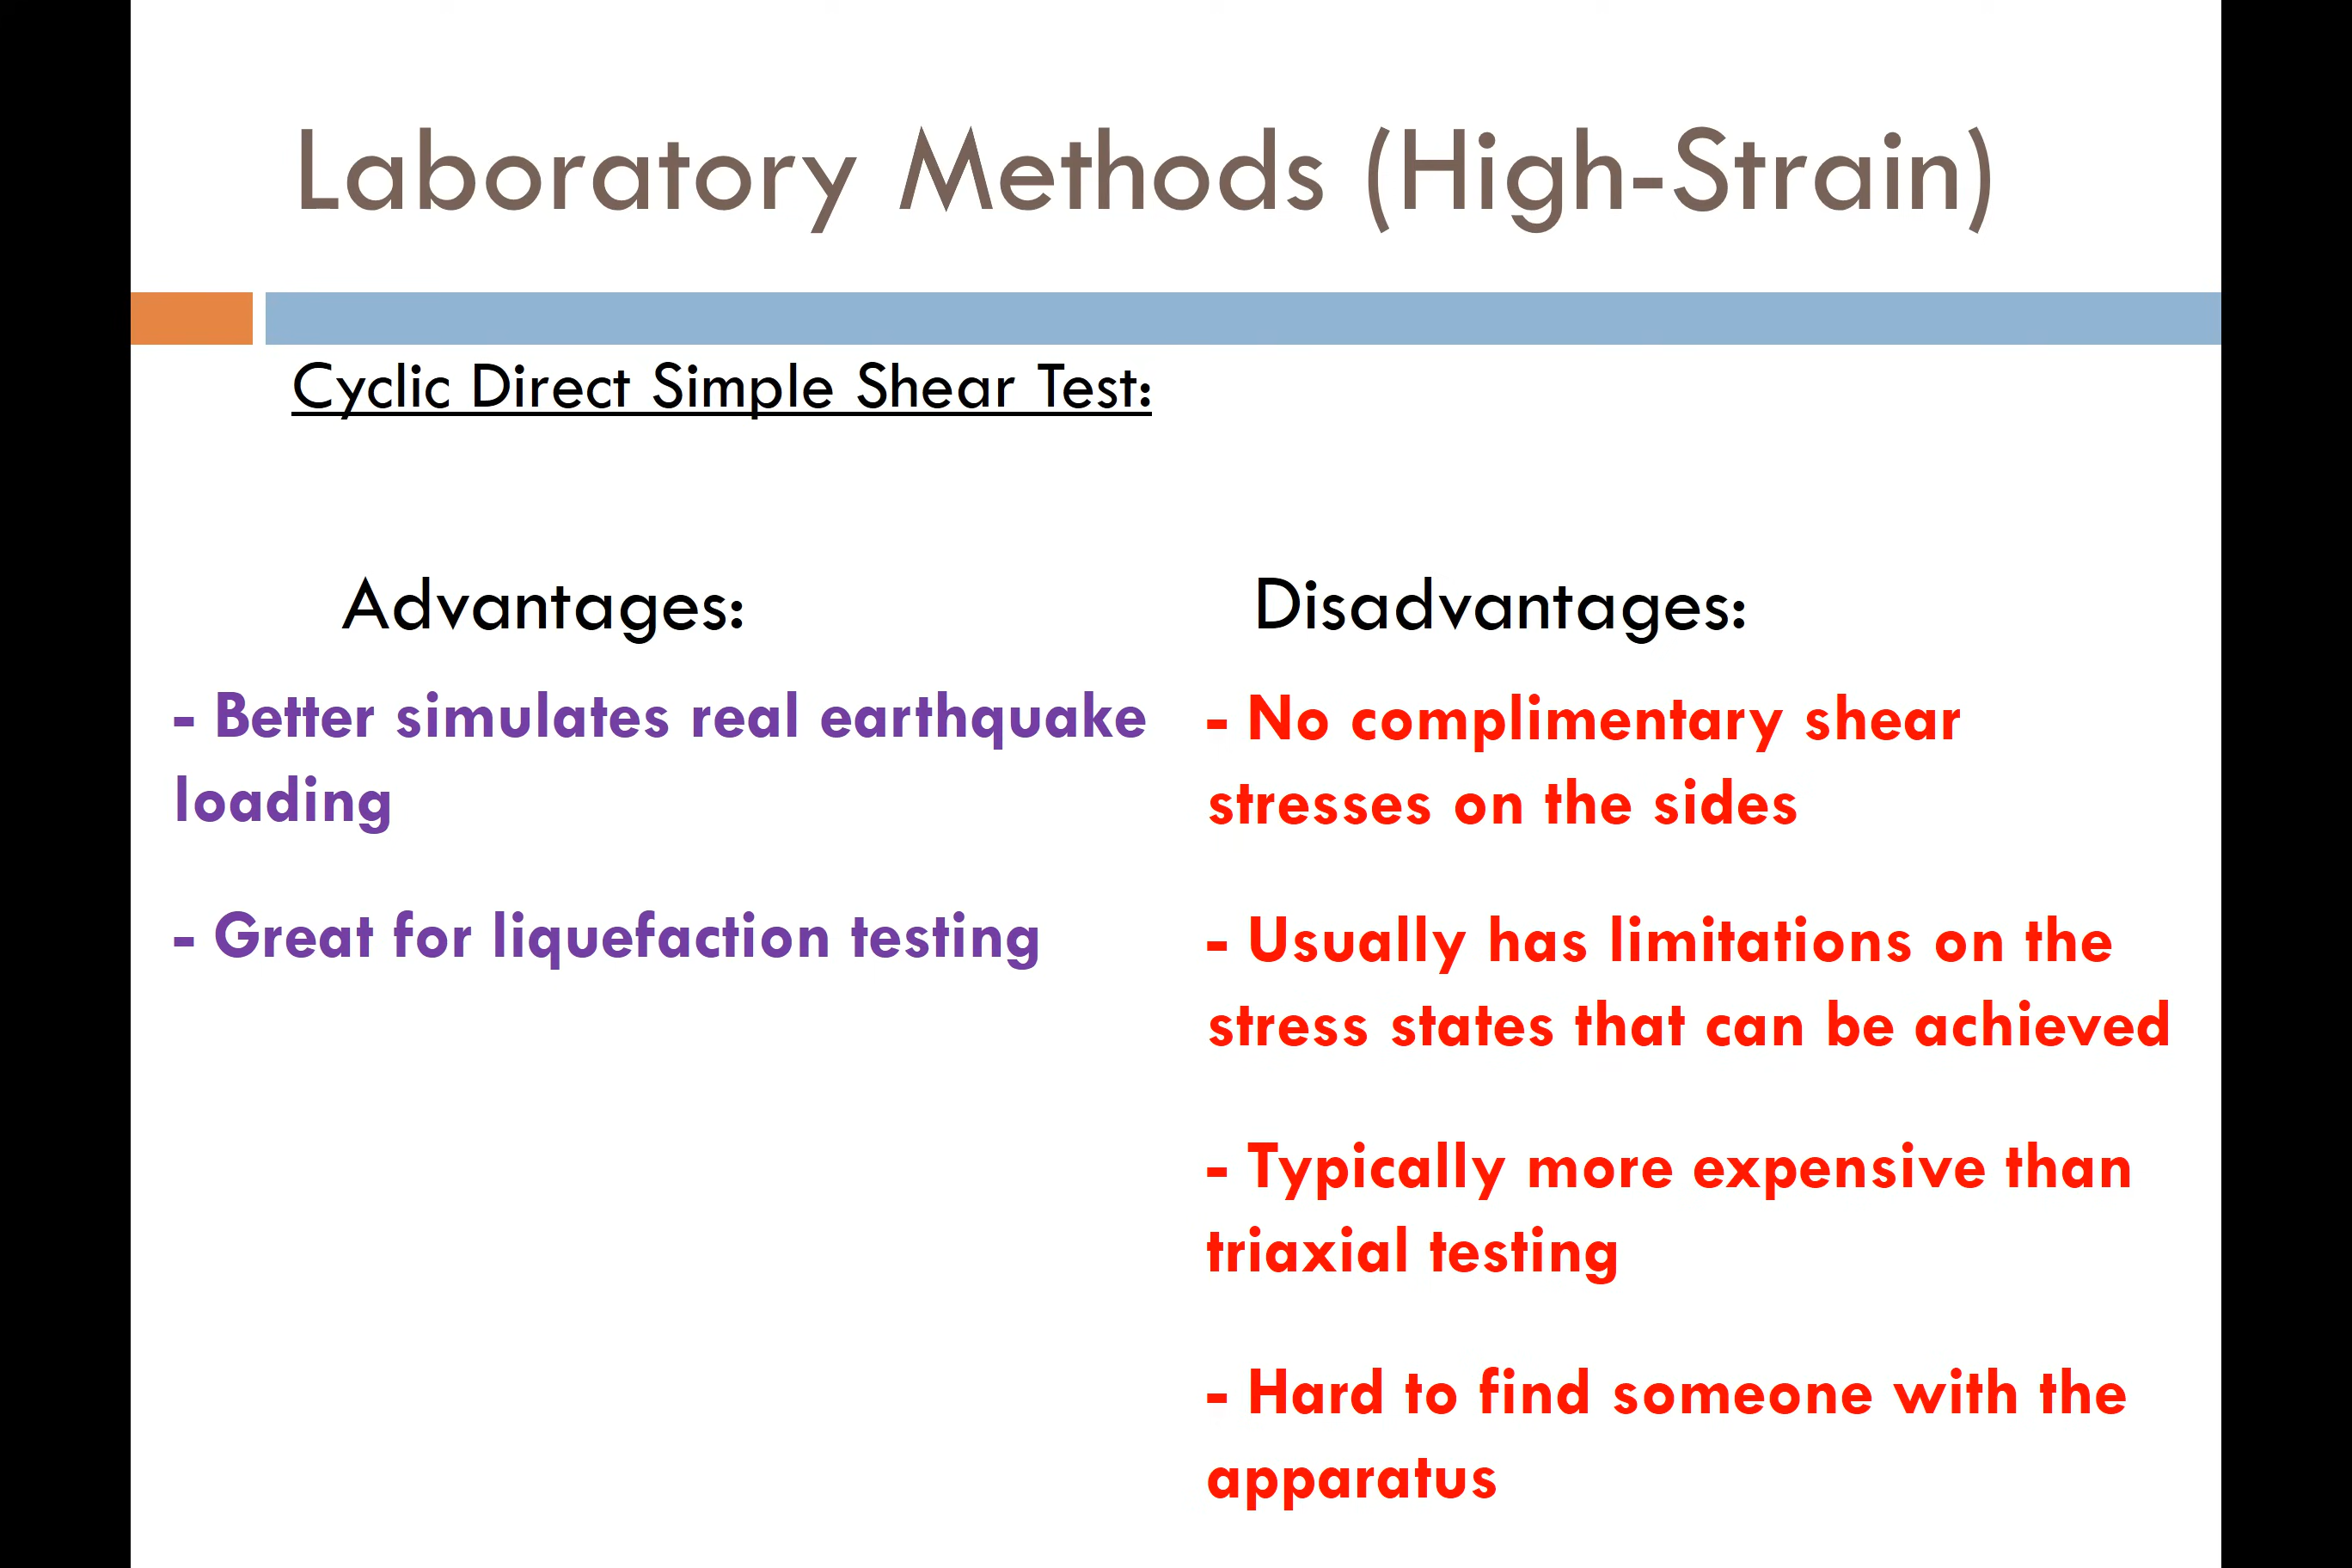 Laboratory Methods (High-Strain)
Cyclic Direct Simple Shear Test:
Advantages:
- Better simulates real earthquake
loading
- Great for liquefaction testing
Disadvantages:
- No complimentary shear
stresses on the sides
- Usually has limitations on the
stress states that can be achieved
- Typically more expensive than
triaxial testing
- Hard to find someone with the
apparatus